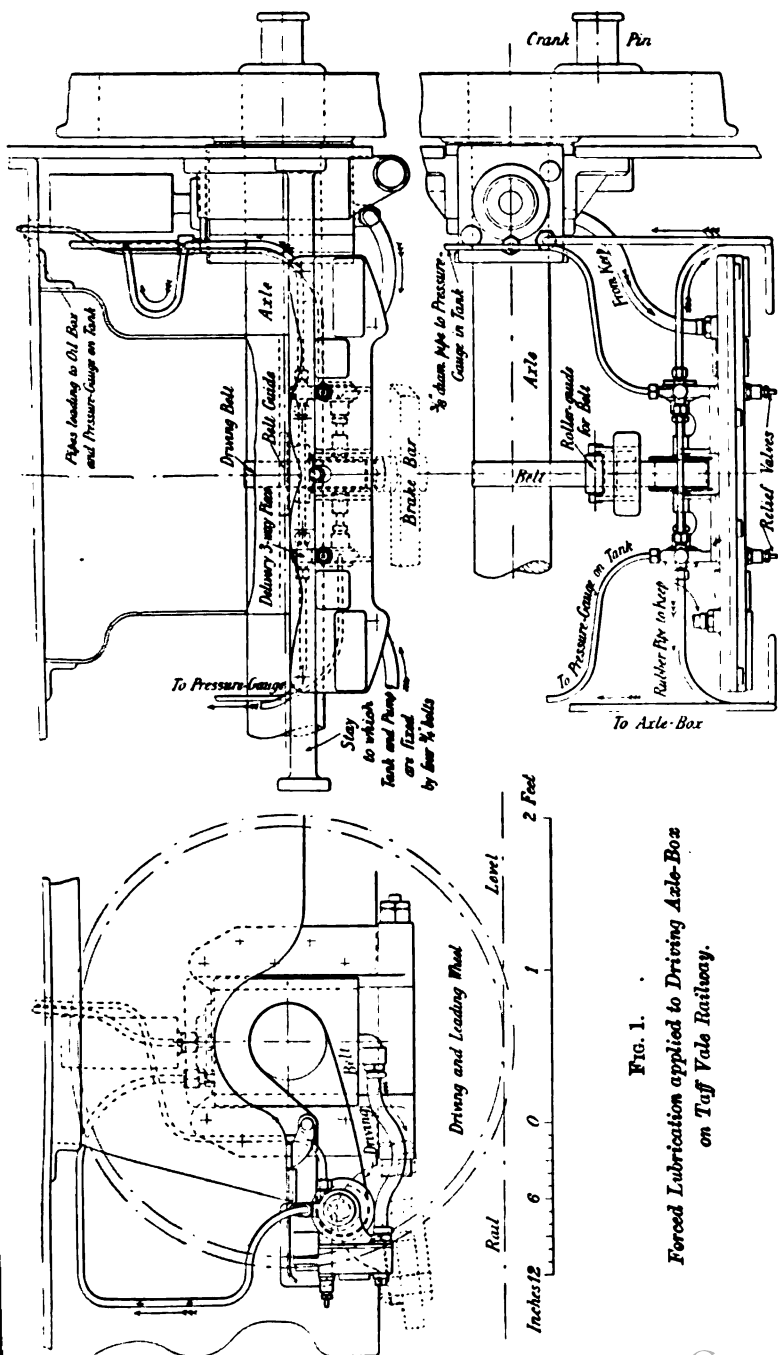 Crank Pin
Pipes leading to Oil Box
and Pressure-Gauge on Tank
Axle
Driving Belt
Belt Guide
Delivery 3-way Piece
Brake Bar
To Pressure-Gauge
Stay
to which
Tank and Pump
are fixed
by four ⅝" bolts
⅜" diam. pipe to Pressure-
Gauge in Tank
From Keep
Axle
Roller-guide
for Belt
Belt
To Pressure-Gauge on Tank
Rubber Pipe to Keep
Relief Valves
To Axle-Box
Driving Belt
Driving and Leading Wheel
Rail Level
Inches 12 6 0 1 2 Feet
FIG. 1.
Forced Lubrication applied to Driving Axle-Box
on Taff Vale Railway.